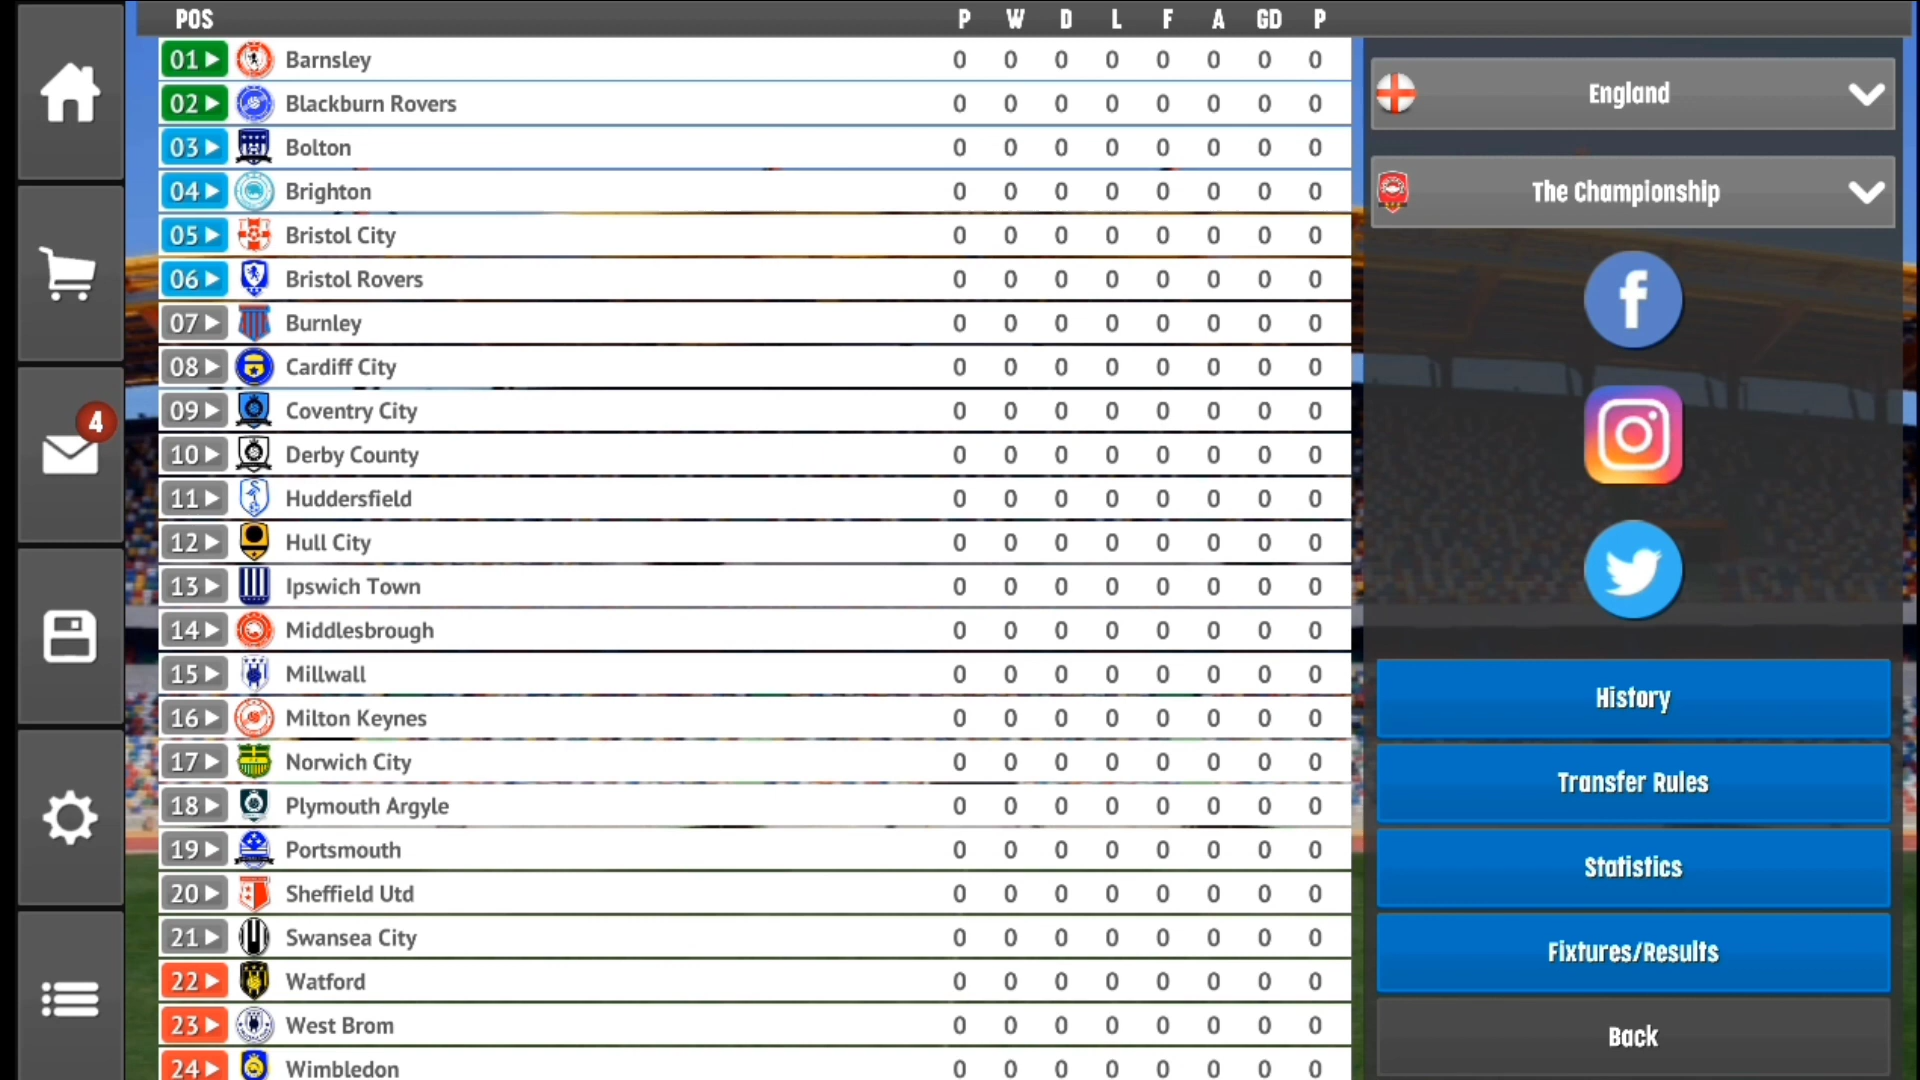 POS P W D L F A GD P
01 Barnsley 0 0 0 0 0 0 0 0
02 Blackburn Rovers 0 0 0 0 0 0 0 0
03 Bolton 0 0 0 0 0 0 0 0
04 Brighton 0 0 0 0 0 0 0 0
05 Bristol City 0 0 0 0 0 0 0 0
06 Bristol Rovers 0 0 0 0 0 0 0 0
07 Burnley 0 0 0 0 0 0 0 0
08 Cardiff City 0 0 0 0 0 0 0 0
09 Coventry City 0 0 0 0 0 0 0 0
10 Derby County 0 0 0 0 0 0 0 0
11 Huddersfield 0 0 0 0 0 0 0 0
12 Hull City 0 0 0 0 0 0 0 0
13 Ipswich Town 0 0 0 0 0 0 0 0
14 Middlesbrough 0 0 0 0 0 0 0 0
15 Millwall 0 0 0 0 0 0 0 0
16 Milton Keynes 0 0 0 0 0 0 0 0
17 Norwich City 0 0 0 0 0 0 0 0
18 Plymouth Argyle 0 0 0 0 0 0 0 0
19 Portsmouth 0 0 0 0 0 0 0 0
20 Sheffield Utd 0 0 0 0 0 0 0 0
21 Swansea City 0 0 0 0 0 0 0 0
22 Watford 0 0 0 0 0 0 0 0
23 West Brom 0 0 0 0 0 0 0 0
24 Wimbledon 0 0 0 0 0 0 0 0
4
England
The Championship
History
Transfer Rules
Statistics
Fixtures/Results
Back